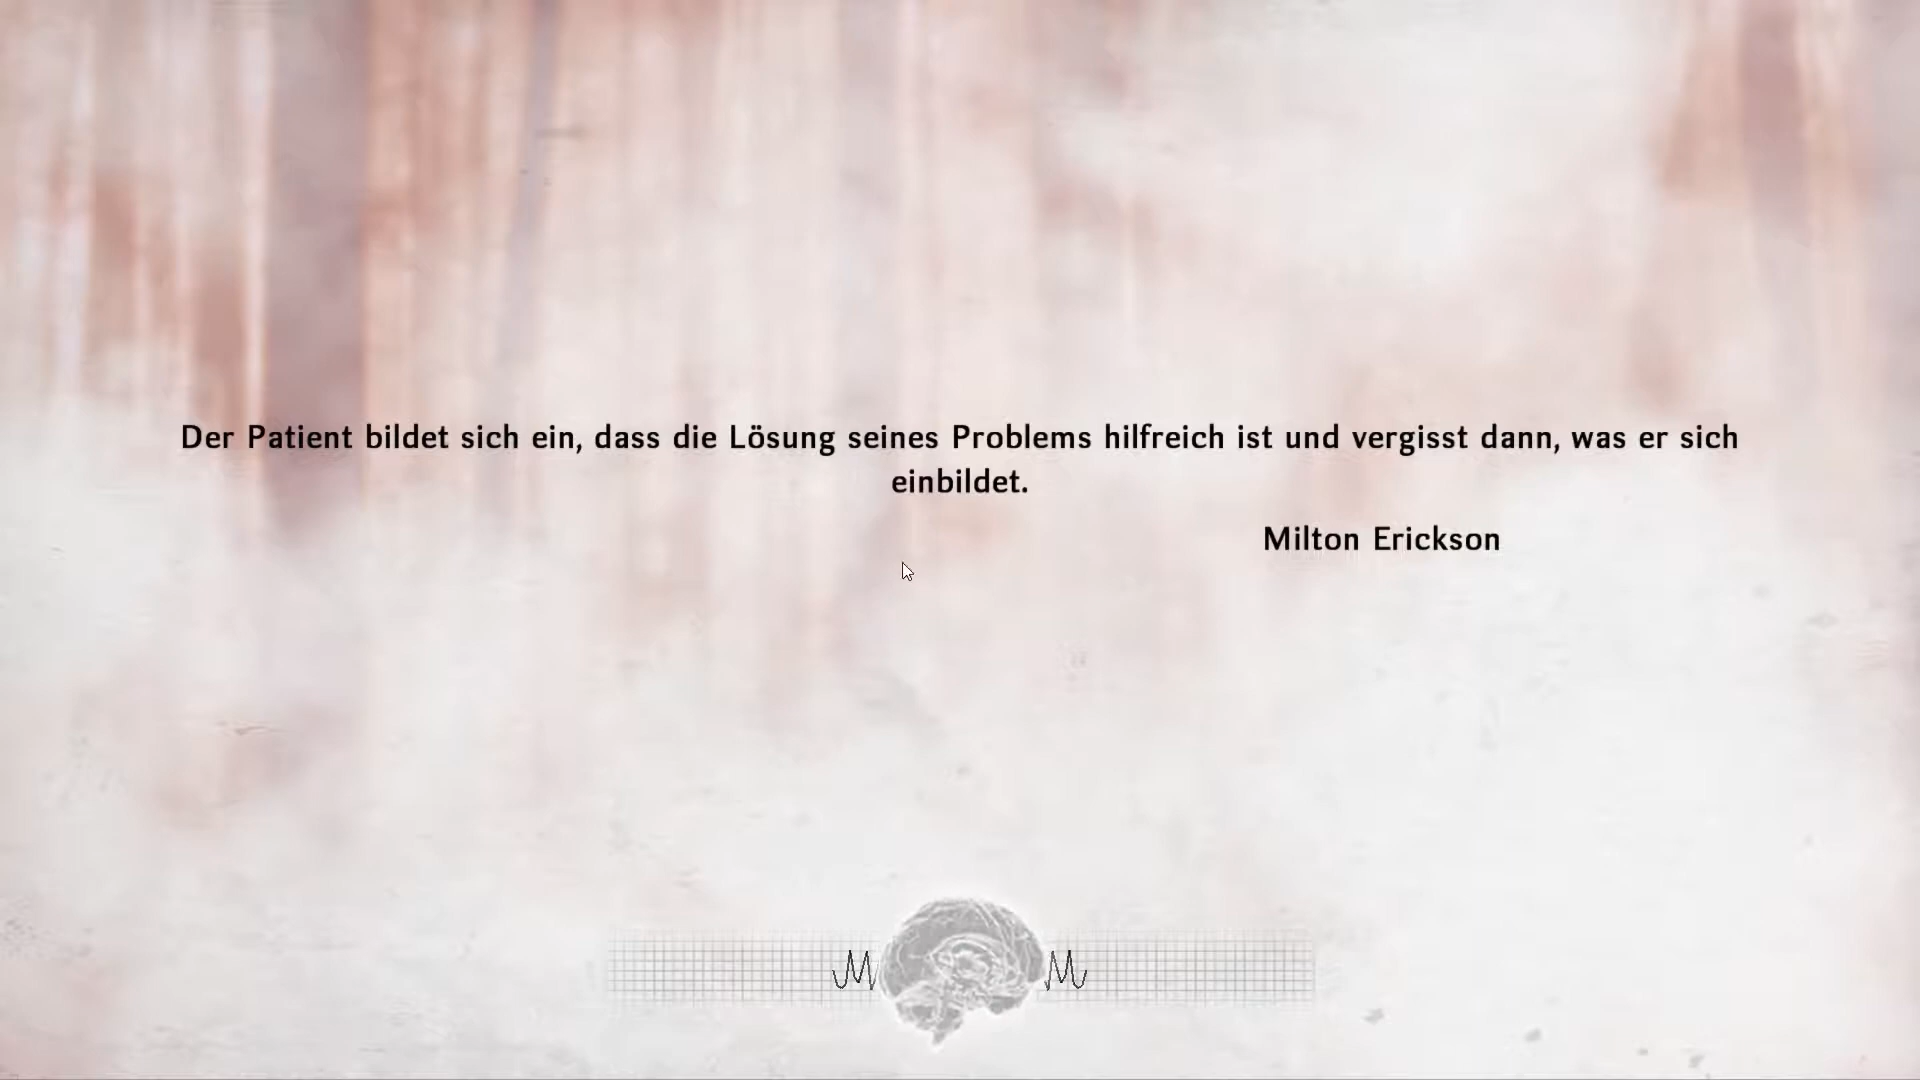 Der Patient bildet sich ein, dass die Lösung seines Problems hilfreich ist und vergisst dann, was er sich
einbildet.
Milton Erickson